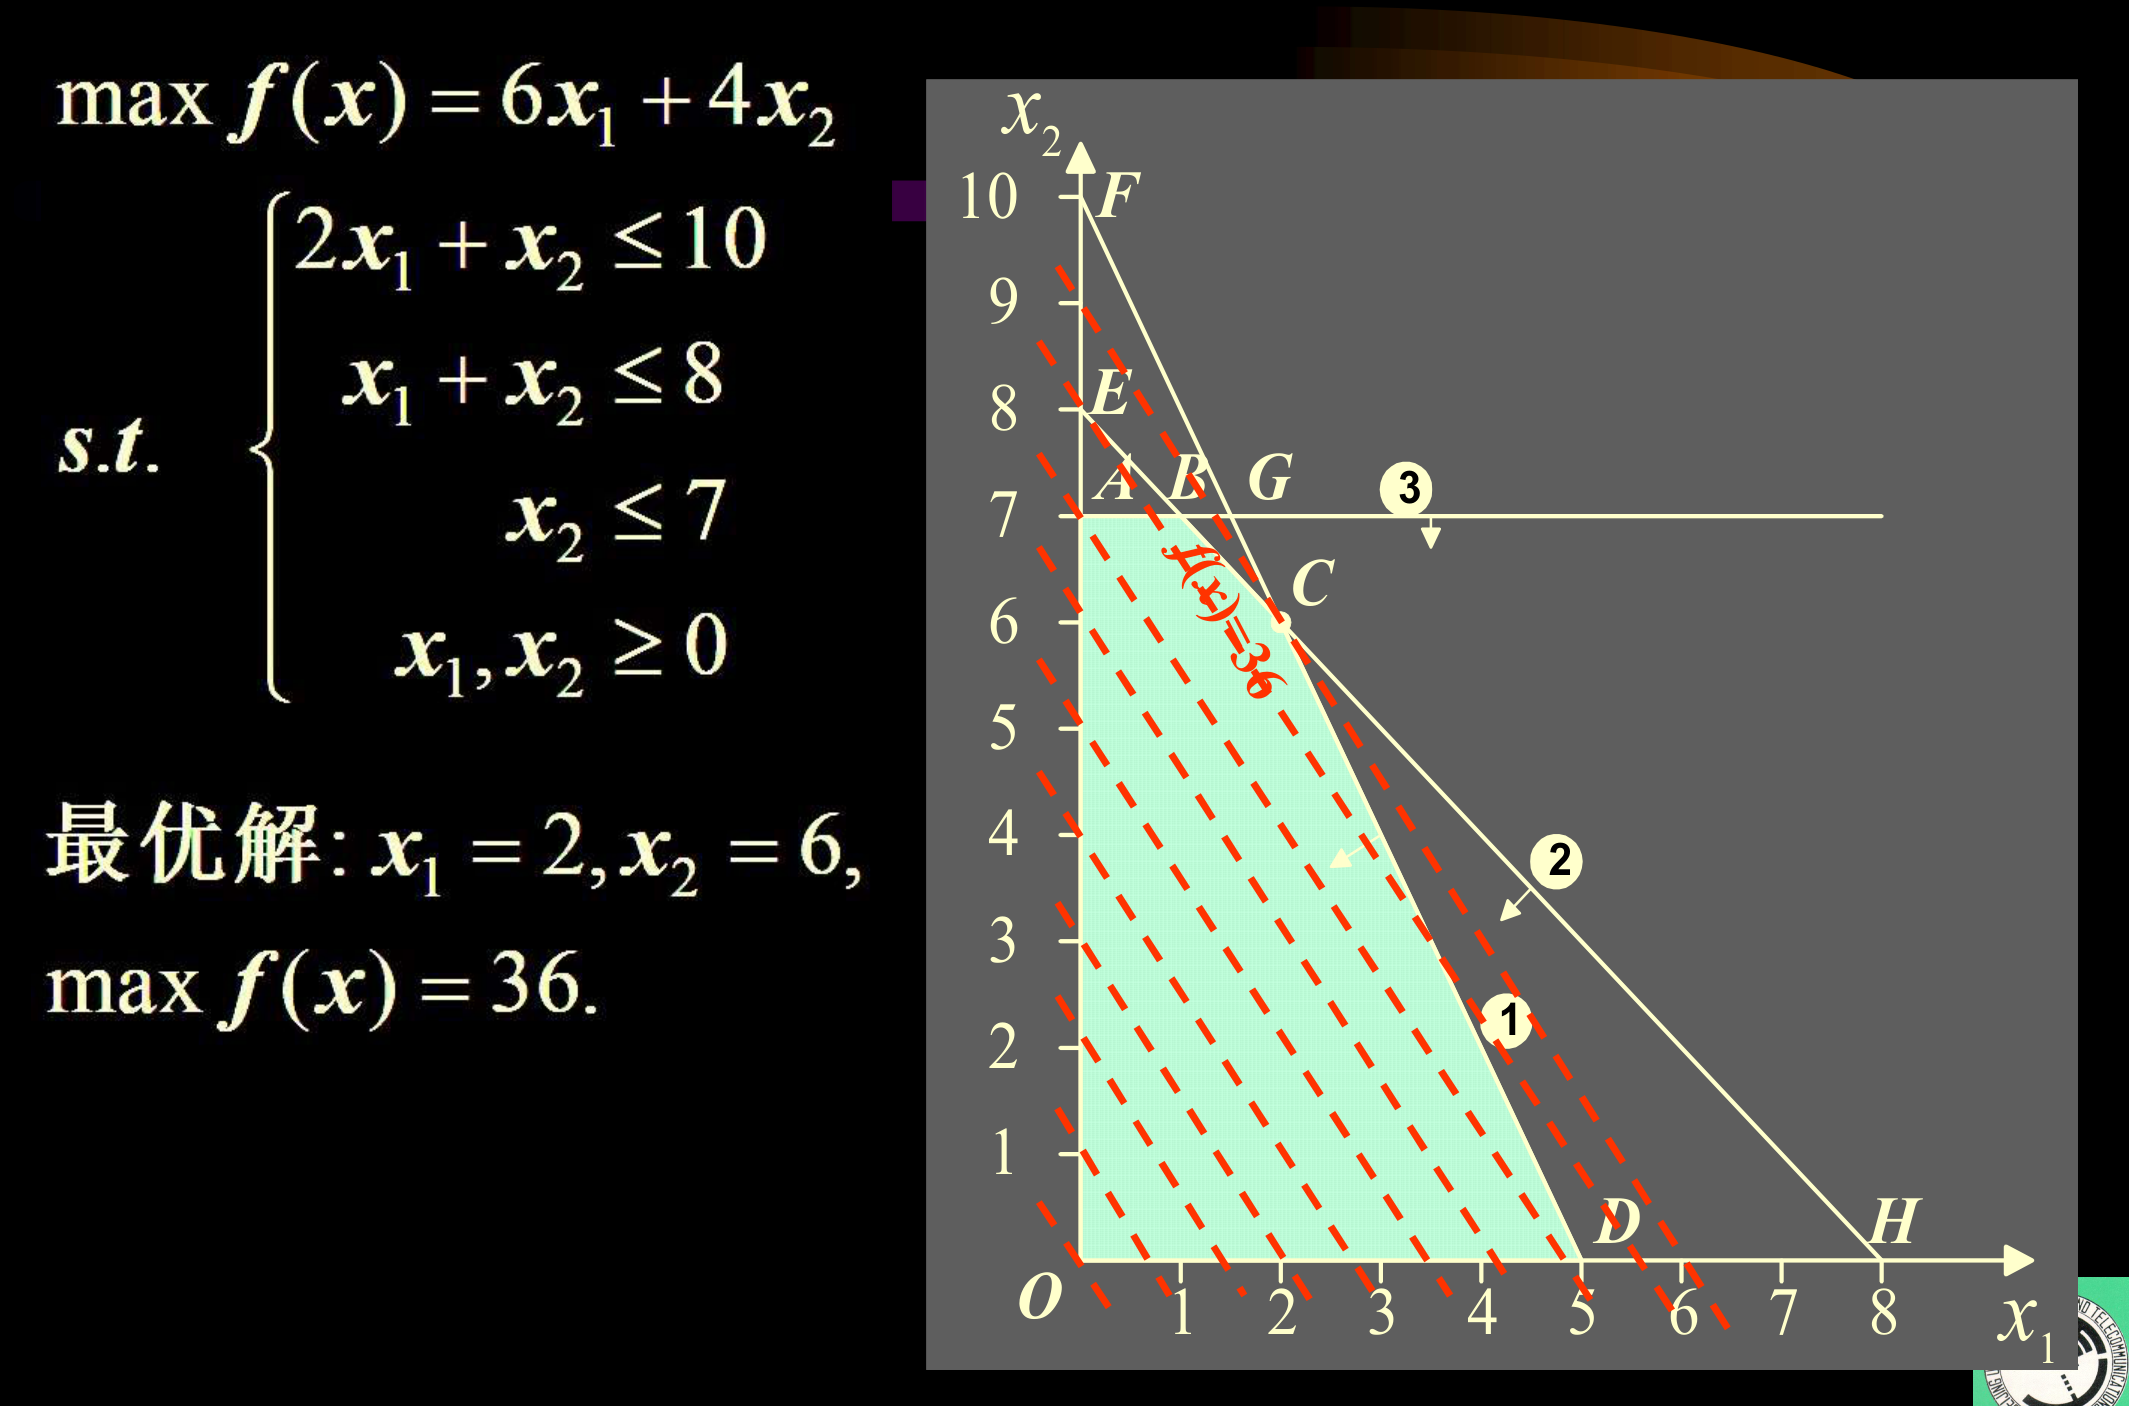 max f(x) = 6x₁ + 4x₂
2x₁ + x₂ ≤ 10
x₁ + x₂ ≤ 8
s.t.
x₂ ≤ 7
x₁, x₂ ≥ 0
最优解: x₁ = 2, x₂ = 6,
max f(x) = 36.
x₂
10 F
9
8 E
A B G 3
7
C
f(x)=36
6
5
4 2
3
1
2
1
D H
O 1 2 3 4 5 6 7 8
x₁